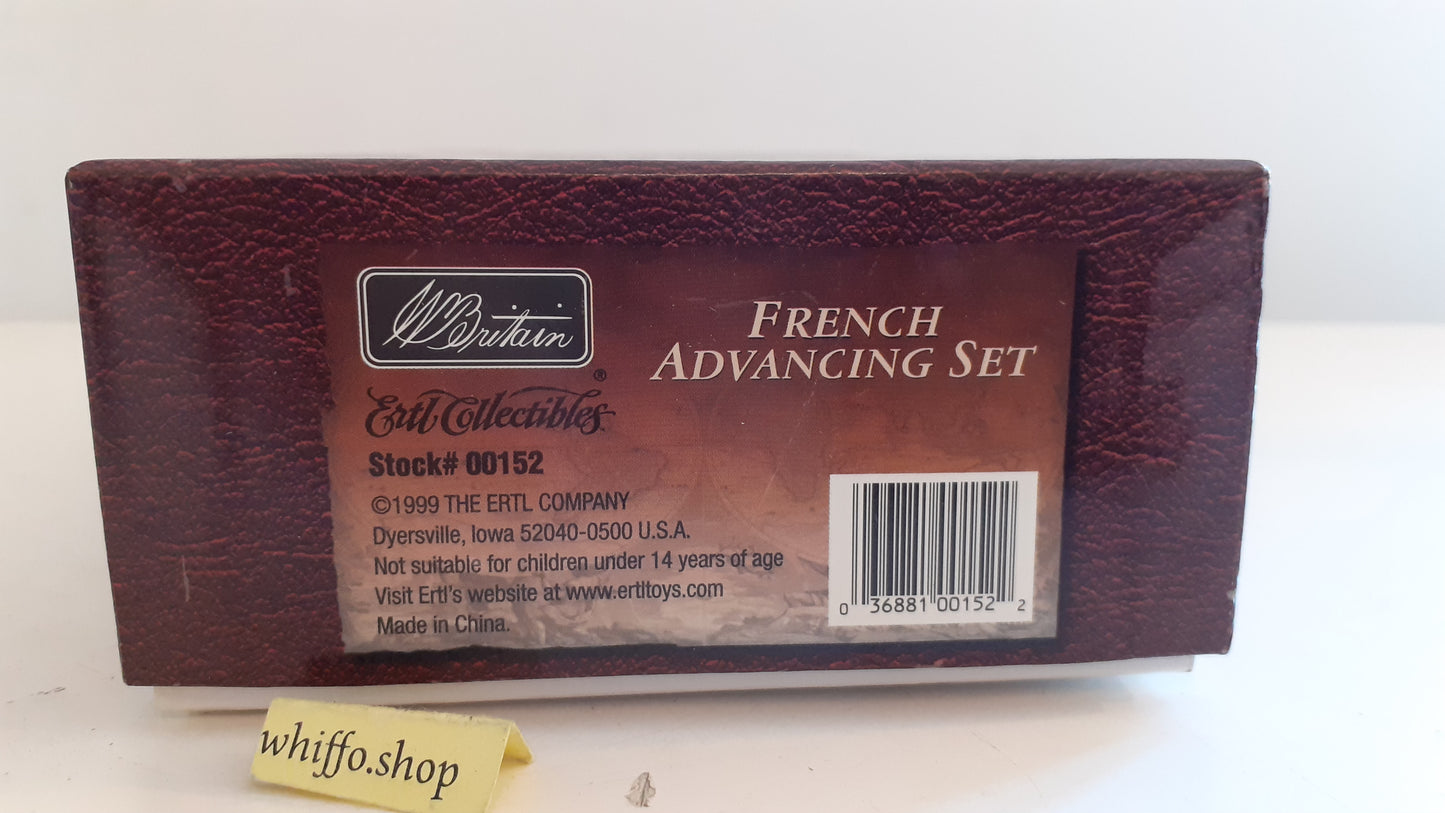 WBritain
®
Ertl Collectibles
Stock# 00152
©1999 THE ERTL COMPANY
Dyersville, Iowa 52040-0500 U.S.A.
Not suitable for children under 14 years of age
Visit Ertl's website at www.ertltoys.com
Made in China.
FRENCH
ADVANCING SET
0 36881 00152 2
whiffo.shop